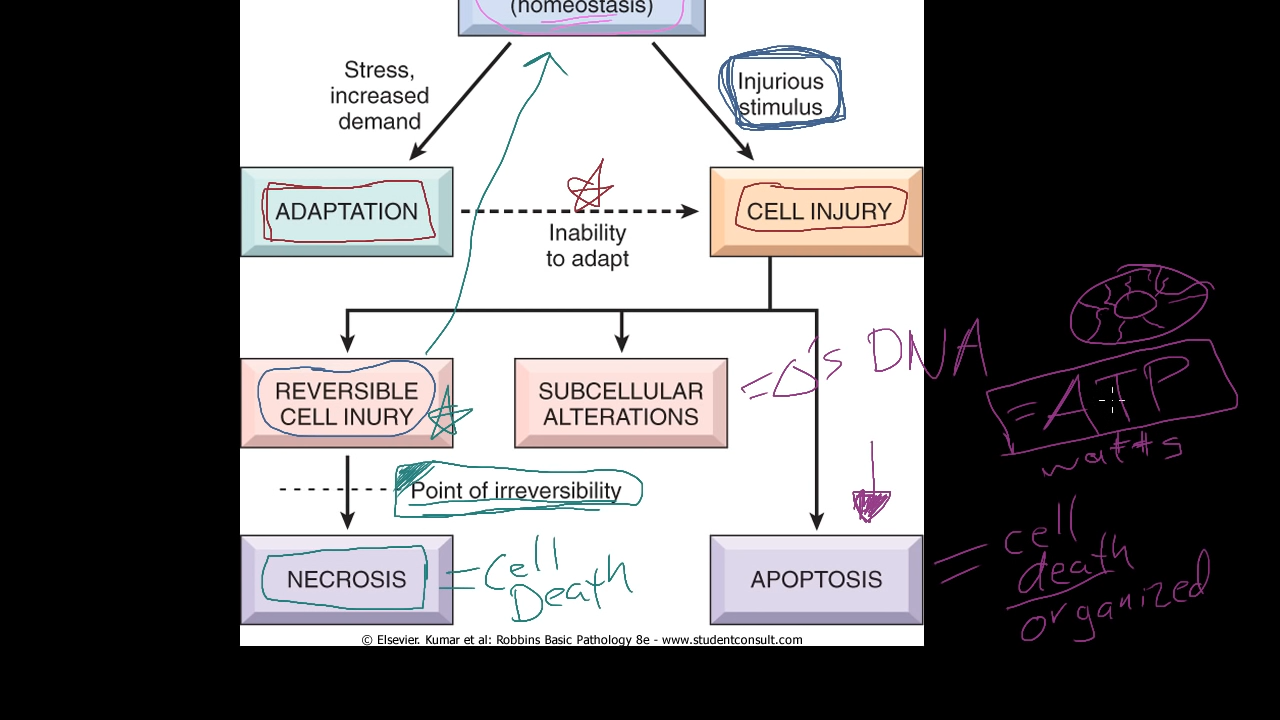 (homeostasis)
Stress,
increased
demand
Injurious
stimulus
ADAPTATION
Inability
to adapt
CELL INJURY
REVERSIBLE
CELL INURY
SUBCELLULAR
ALTERATIONS
=Δ's DNA
=ATP
watts
Point of irreversibility
NECROSIS
=Cell
Death
APOPTOSIS
=cell
death
organized
© Elsevier. Kumar et al: Robbins Basic Pathology 8e - www.studentconsult.com